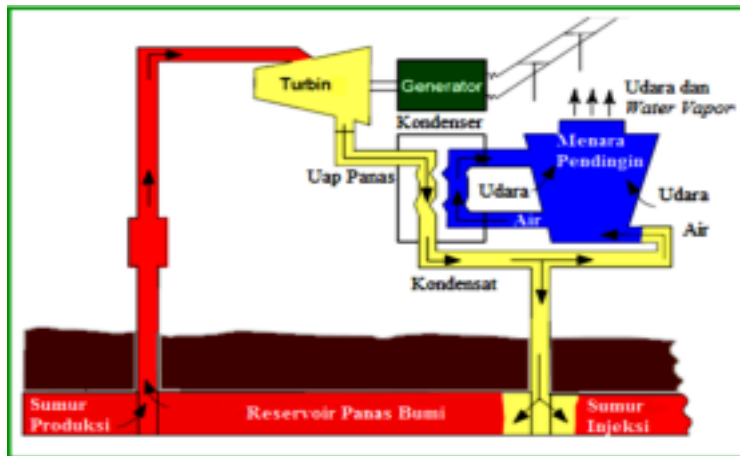 Turbin
Generator
Kondenser
Udara dan
Water Vapor
Menara
Pendingin
Uap Panas
Udara
Udara
Air
Air
Kondensat
Sumur
Produksi
Reservoir Panas Bumi
Sumur
Injeksi